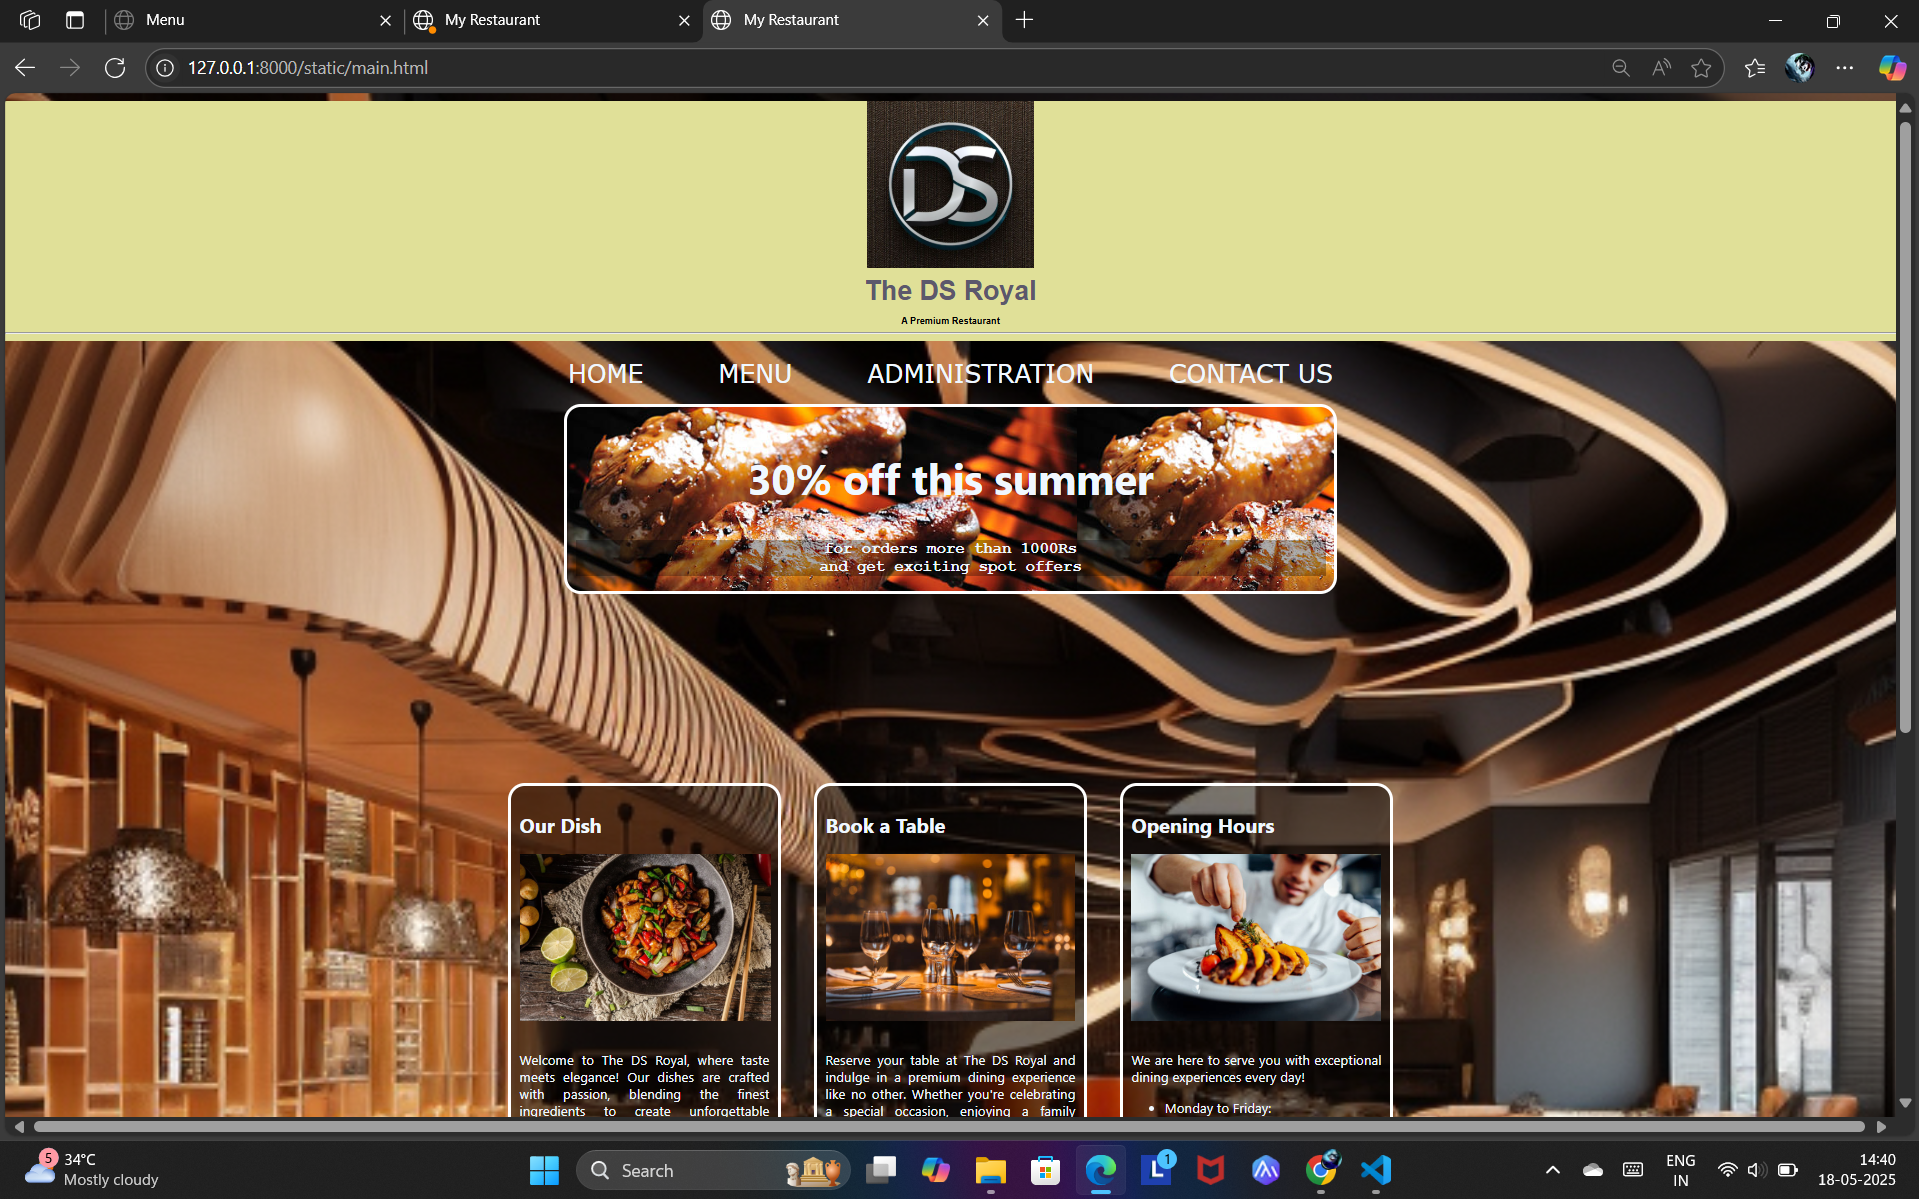 Menu
My Restaurant
My Restaurant
127.0.0.1:8000/static/main.html
DS
The DS Royal
A Premium Restaurant
HOME MENU ADMINISTRATION CONTACT US
30% off this summer
for orders more than 1000Rs
and get exciting spot offers
Our Dish
Welcome to The DS Royal, where taste
meets elegance! Our dishes are crafted
with passion, blending the finest
ingredients to create unforgettable
Book a Table
Reserve your table at The DS Royal and
indulge in a premium dining experience
like no other. Whether you're celebrating
a special occasion, enjoying a family
Opening Hours
We are here to serve you with exceptional
dining experiences every day!
• Monday to Friday:
5
34°C
Mostly cloudy
Search
L
1
ENG
IN
14:40
18-05-2025